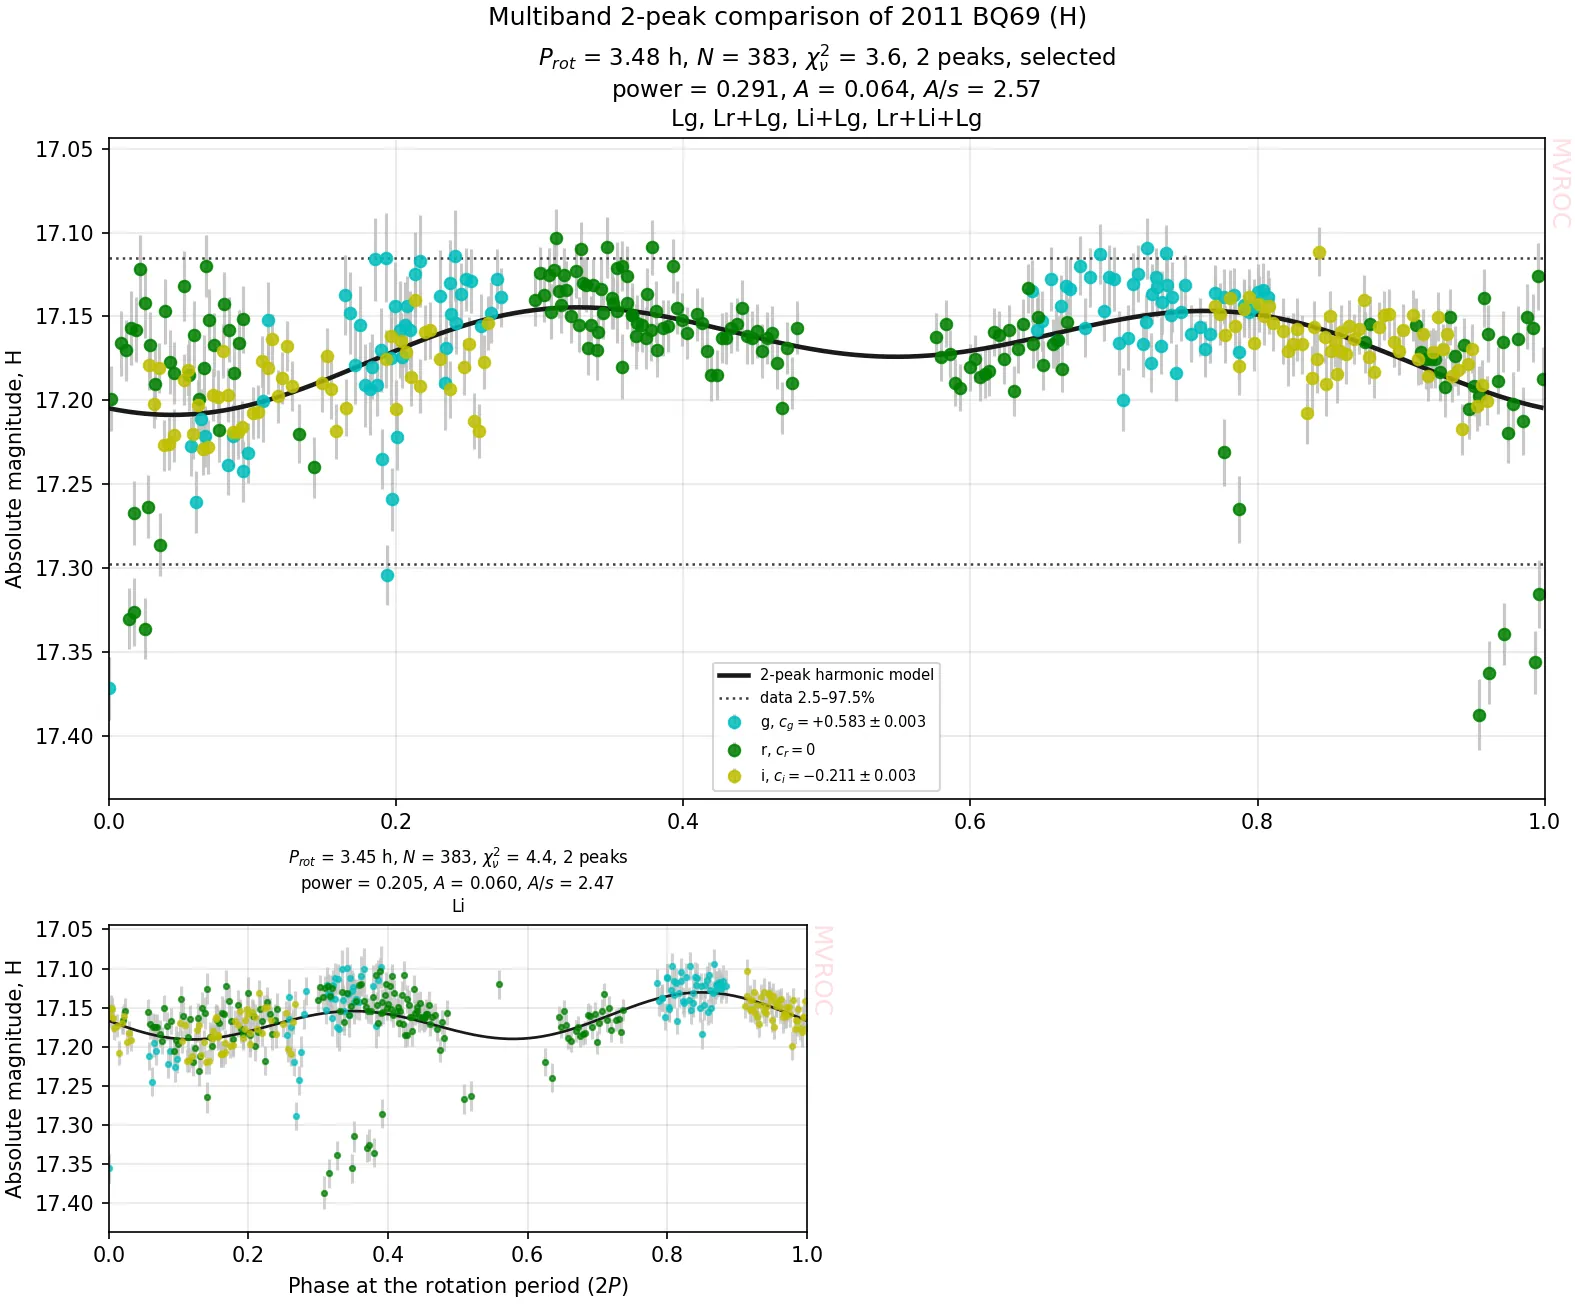 Multiband 2-peak comparison of 2011 BQ69 (H)
P_rot = 3.48 h, N = 383, χ²_ν = 3.6, 2 peaks, selected
power = 0.291, A = 0.064, A/s = 2.57
Lg, Lr+Lg, Li+Lg, Lr+Li+Lg
17.05
17.10
17.15
17.20
17.25
17.30
17.35
17.40
Absolute magnitude, H
MVROC
2-peak harmonic model
data 2.5–97.5%
g, c_g = +0.583 ± 0.003
r, c_r = 0
i, c_i = −0.211 ± 0.003
0.0 0.2 0.4 0.6 0.8 1.0
P_rot = 3.45 h, N = 383, χ²_ν = 4.4, 2 peaks
power = 0.205, A = 0.060, A/s = 2.47
Li
17.05
17.10
17.15
17.20
17.25
17.30
17.35
17.40
Absolute magnitude, H
MVROC
0.0 0.2 0.4 0.6 0.8 1.0
Phase at the rotation period (2P)